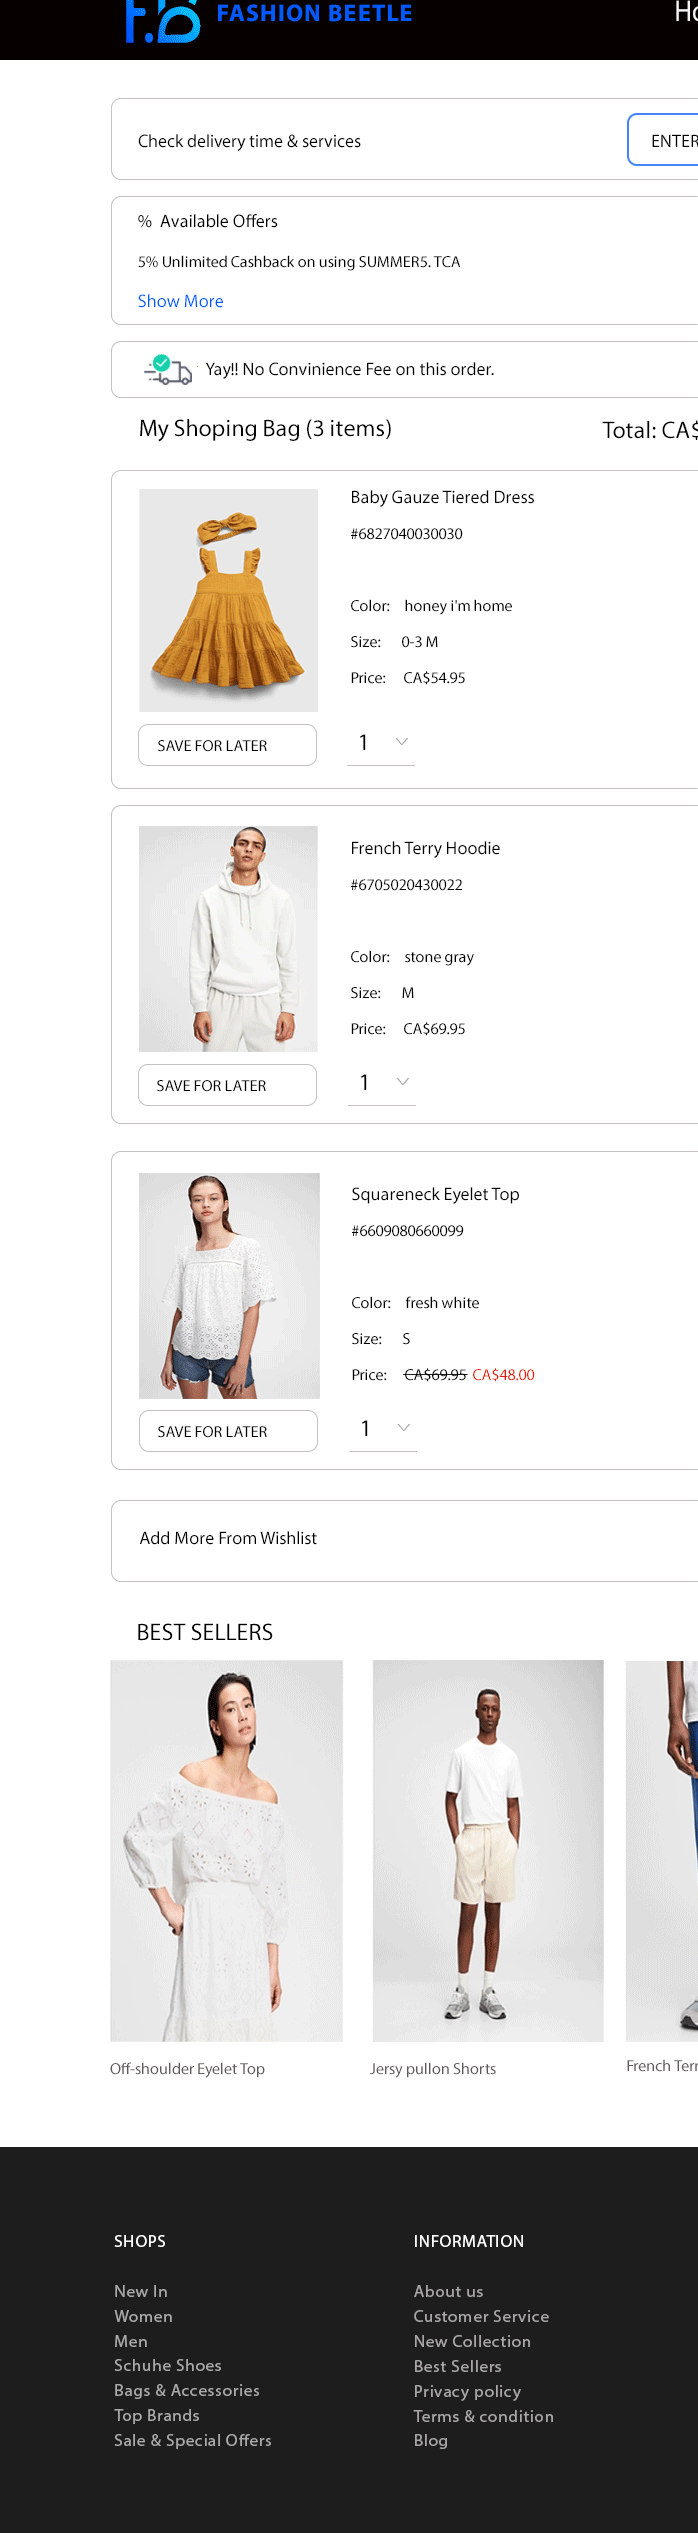 F.B FASHION BEETLE
Check delivery time & services
ENTER
% Available Offers
5% Unlimited Cashback on using SUMMER5. TCA
Show More
Yay!! No Convinience Fee on this order.
My Shoping Bag (3 items)
Total: CA$
Baby Gauze Tiered Dress
#6827040030030
Color: honey i'm home
Size: 0-3 M
Price: CA$54.95
SAVE FOR LATER
1
French Terry Hoodie
#6705020430022
Color: stone gray
Size: M
Price: CA$69.95
SAVE FOR LATER
1
Squareneck Eyelet Top
#6609080660099
Color: fresh white
Size: S
Price: CA$69.95 CA$48.00
SAVE FOR LATER
1
Add More From Wishlist
BEST SELLERS
Off-shoulder Eyelet Top
Jersy pullon Shorts
French
SHOPS
New In
Women
Men
Schuhe Shoes
Bags & Accessories
Top Brands
Sale & Special Offers
INFORMATION
About us
Customer Service
New Collection
Best Sellers
Privacy policy
Terms & condition
Blog